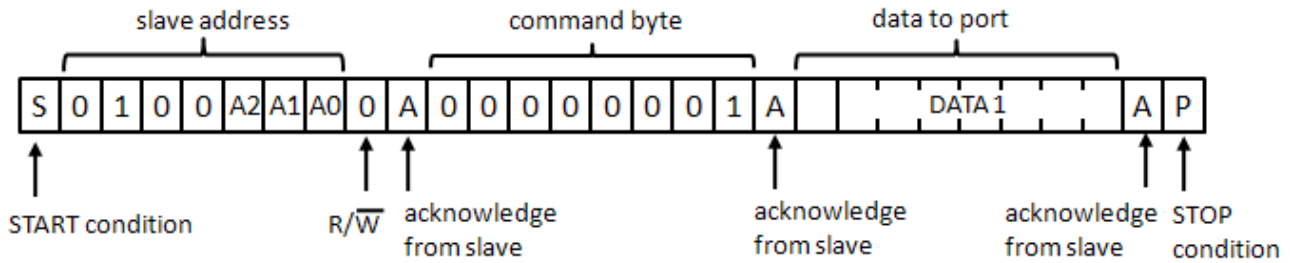 slave address command byte data to port
S 0 1 0 0 A2 A1 A0 0 A 0 0 0 0 0 0 0 1 A DATA 1 A P
START condition R/W̅ acknowledge from slave acknowledge from slave acknowledge from slave STOP condition